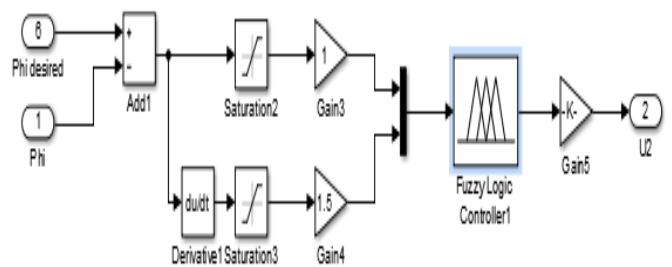 6
Phi desired
+
−
Add1
1
Phi
Saturation2
1
Gain3
du/dt
Derivative1
Saturation3
1.5
Gain4
Fuzzy Logic
Controller1
-K-
Gain5
2
U2